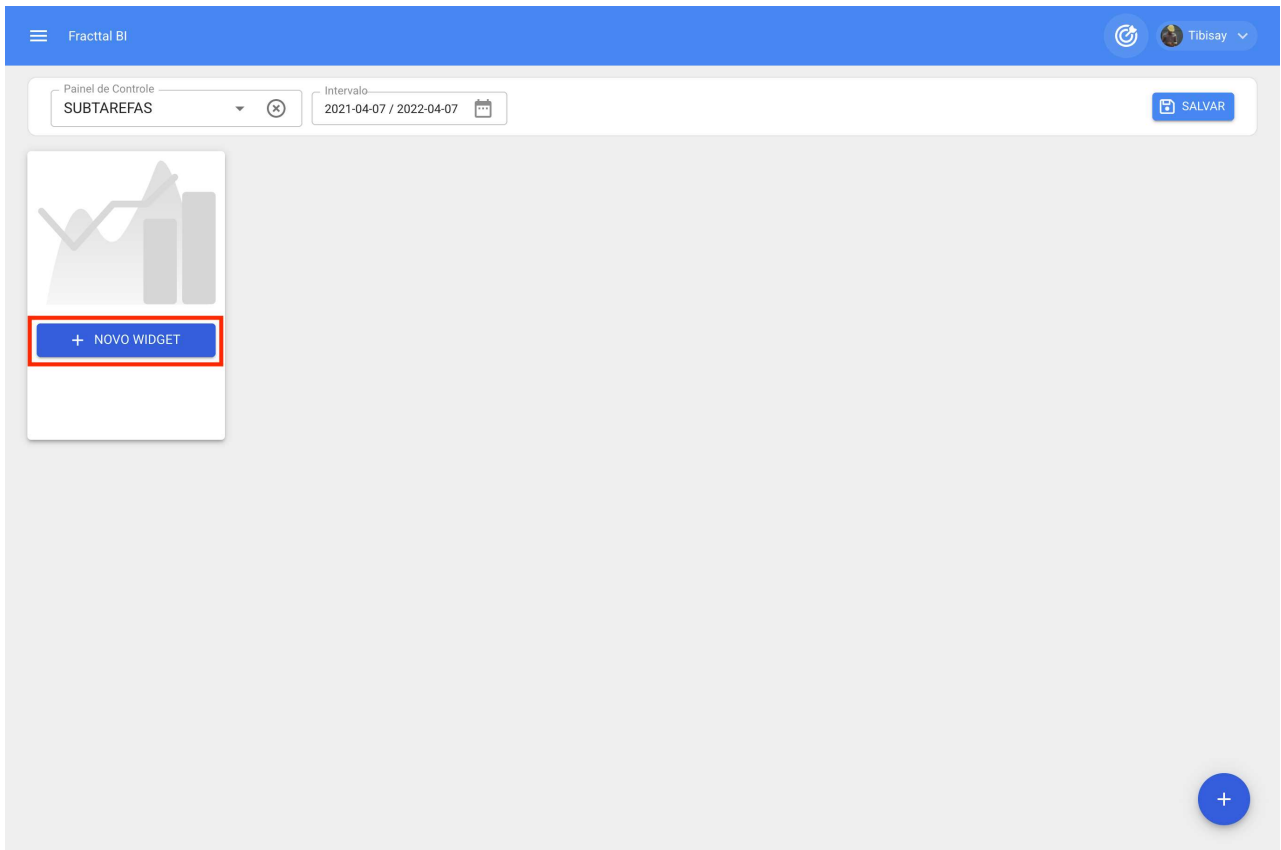 Fracttal BI
Tibisay
Painel de Controle
SUBTAREFAS
Intervalo
2021-04-07 / 2022-04-07
SALVAR
+ NOVO WIDGET
+